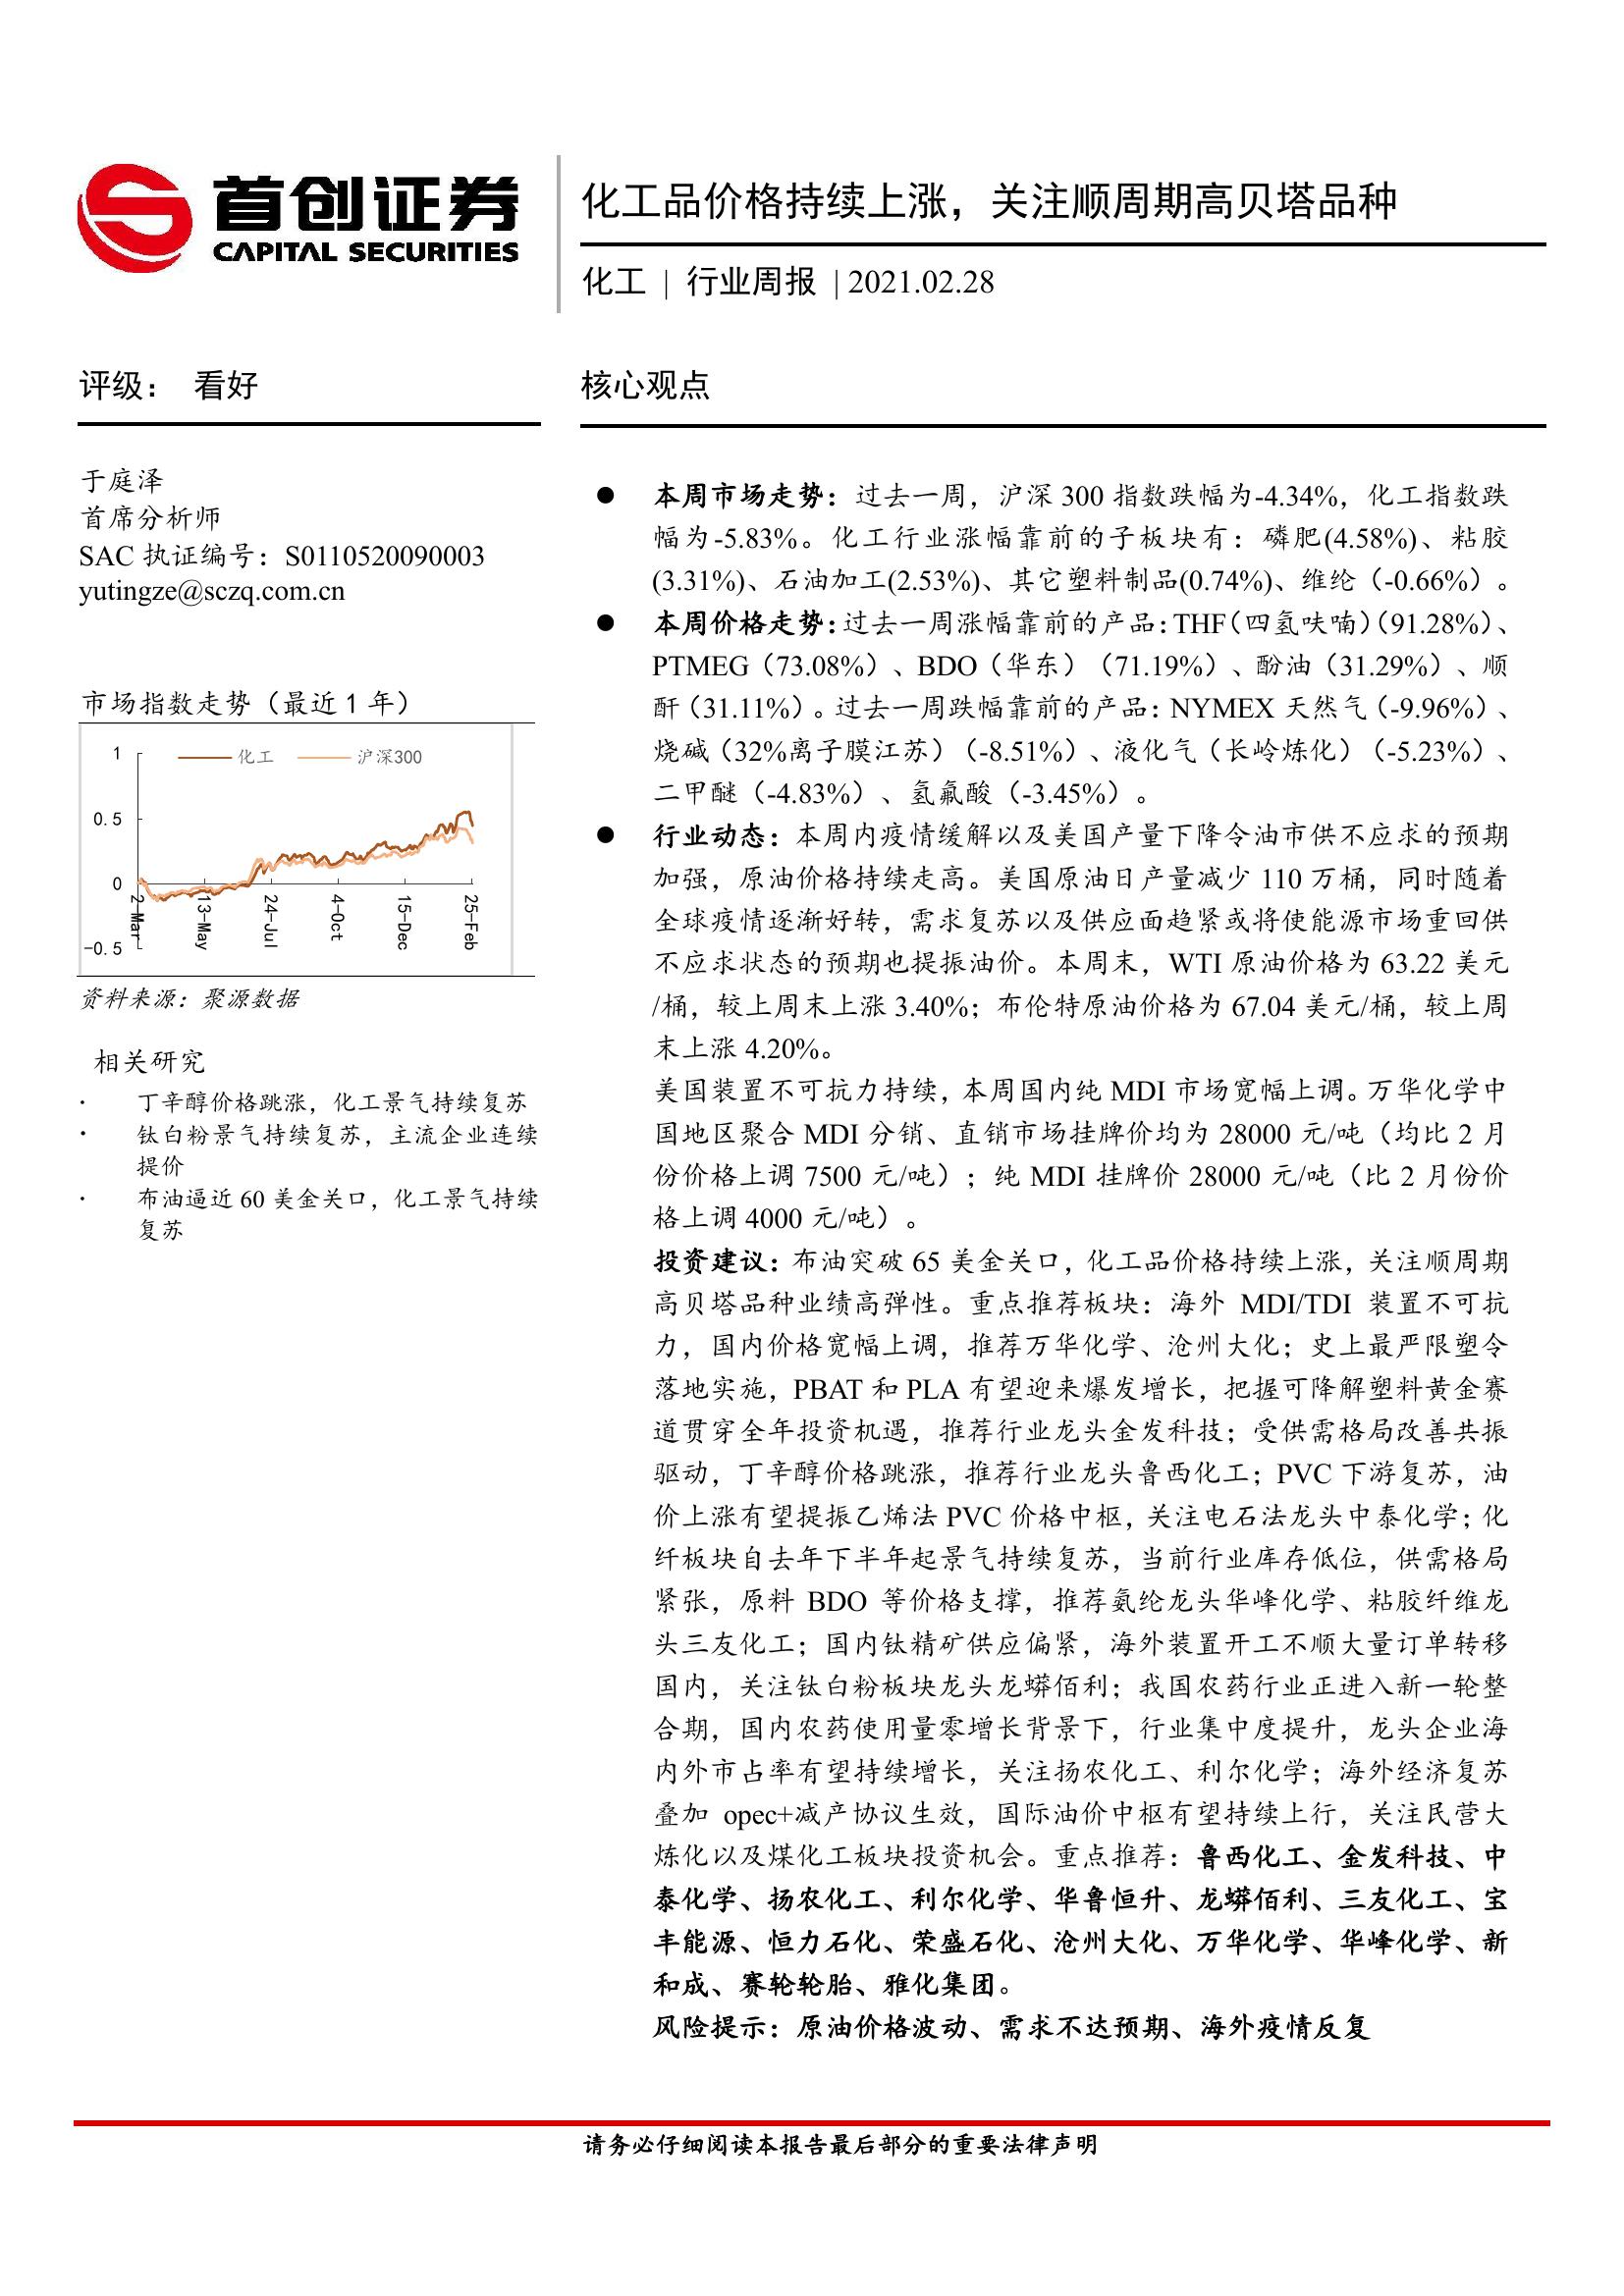 首创证券
CAPITAL SECURITIES
化工品价格持续上涨，关注顺周期高贝塔品种
化工 | 行业周报 | 2021.02.28
评级： 看好
于庭泽
首席分析师
SAC 执证编号：S0110520090003
yutingze@sczq.com.cn
市场指数走势（最近 1 年）
化工 沪深300
1
0.5
0
-0.5
2-Mar 13-May 24-Jul 4-Oct 15-Dec 25-Feb
资料来源：聚源数据
相关研究
· 丁辛醇价格跳涨，化工景气持续复苏
· 钛白粉景气持续复苏，主流企业连续
提价
· 布油逼近 60 美金关口，化工景气持续
复苏
核心观点
● 本周市场走势：过去一周，沪深 300 指数跌幅为-4.34%，化工指数跌
幅为-5.83%。化工行业涨幅靠前的子板块有：磷肥(4.58%)、粘胶
(3.31%)、石油加工(2.53%)、其它塑料制品(0.74%)、维纶（-0.66%）。
● 本周价格走势：过去一周涨幅靠前的产品：THF（四氢呋喃）（91.28%）、
PTMEG（73.08%）、BDO（华东）（71.19%）、酚油（31.29%）、顺
酐（31.11%）。过去一周跌幅靠前的产品：NYMEX 天然气（-9.96%）、
烧碱（32%离子膜江苏）（-8.51%）、液化气（长岭炼化）（-5.23%）、
二甲醚（-4.83%）、氢氟酸（-3.45%）。
● 行业动态：本周内疫情缓解以及美国产量下降令油市供不应求的预期
加强，原油价格持续走高。美国原油日产量减少 110 万桶，同时随着
全球疫情逐渐好转，需求复苏以及供应面趋紧或将使能源市场重回供
不应求状态的预期也提振油价。本周末，WTI 原油价格为 63.22 美元
/桶，较上周末上涨 3.40%；布伦特原油价格为 67.04 美元/桶，较上周
末上涨 4.20%。
美国装置不可抗力持续，本周国内纯 MDI 市场宽幅上调。万华化学中
国地区聚合 MDI 分销、直销市场挂牌价均为 28000 元/吨（均比 2 月
份价格上调 7500 元/吨）；纯 MDI 挂牌价 28000 元/吨（比 2 月份价
格上调 4000 元/吨）。
投资建议：布油突破 65 美金关口，化工品价格持续上涨，关注顺周期
高贝塔品种业绩高弹性。重点推荐板块：海外 MDI/TDI 装置不可抗
力，国内价格宽幅上调，推荐万华化学、沧州大化；史上最严限塑令
落地实施，PBAT 和 PLA 有望迎来爆发增长，把握可降解塑料黄金赛
道贯穿全年投资机遇，推荐行业龙头金发科技；受供需格局改善共振
驱动，丁辛醇价格跳涨，推荐行业龙头鲁西化工；PVC 下游复苏，油
价上涨有望提振乙烯法 PVC 价格中枢，关注电石法龙头中泰化学；化
纤板块自去年下半年起景气持续复苏，当前行业库存低位，供需格局
紧张，原料 BDO 等价格支撑，推荐氨纶龙头华峰化学、粘胶纤维龙
头三友化工；国内钛精矿供应偏紧，海外装置开工不顺大量订单转移
国内，关注钛白粉板块龙头龙蟒佰利；我国农药行业正进入新一轮整
合期，国内农药使用量零增长背景下，行业集中度提升，龙头企业海
内外市占率有望持续增长，关注扬农化工、利尔化学；海外经济复苏
叠加 opec+减产协议生效，国际油价中枢有望持续上行，关注民营大
炼化以及煤化工板块投资机会。重点推荐：鲁西化工、金发科技、中
泰化学、扬农化工、利尔化学、华鲁恒升、龙蟒佰利、三友化工、宝
丰能源、恒力石化、荣盛石化、沧州大化、万华化学、华峰化学、新
和成、赛轮轮胎、雅化集团。
风险提示：原油价格波动、需求不达预期、海外疫情反复
请务必仔细阅读本报告最后部分的重要法律声明